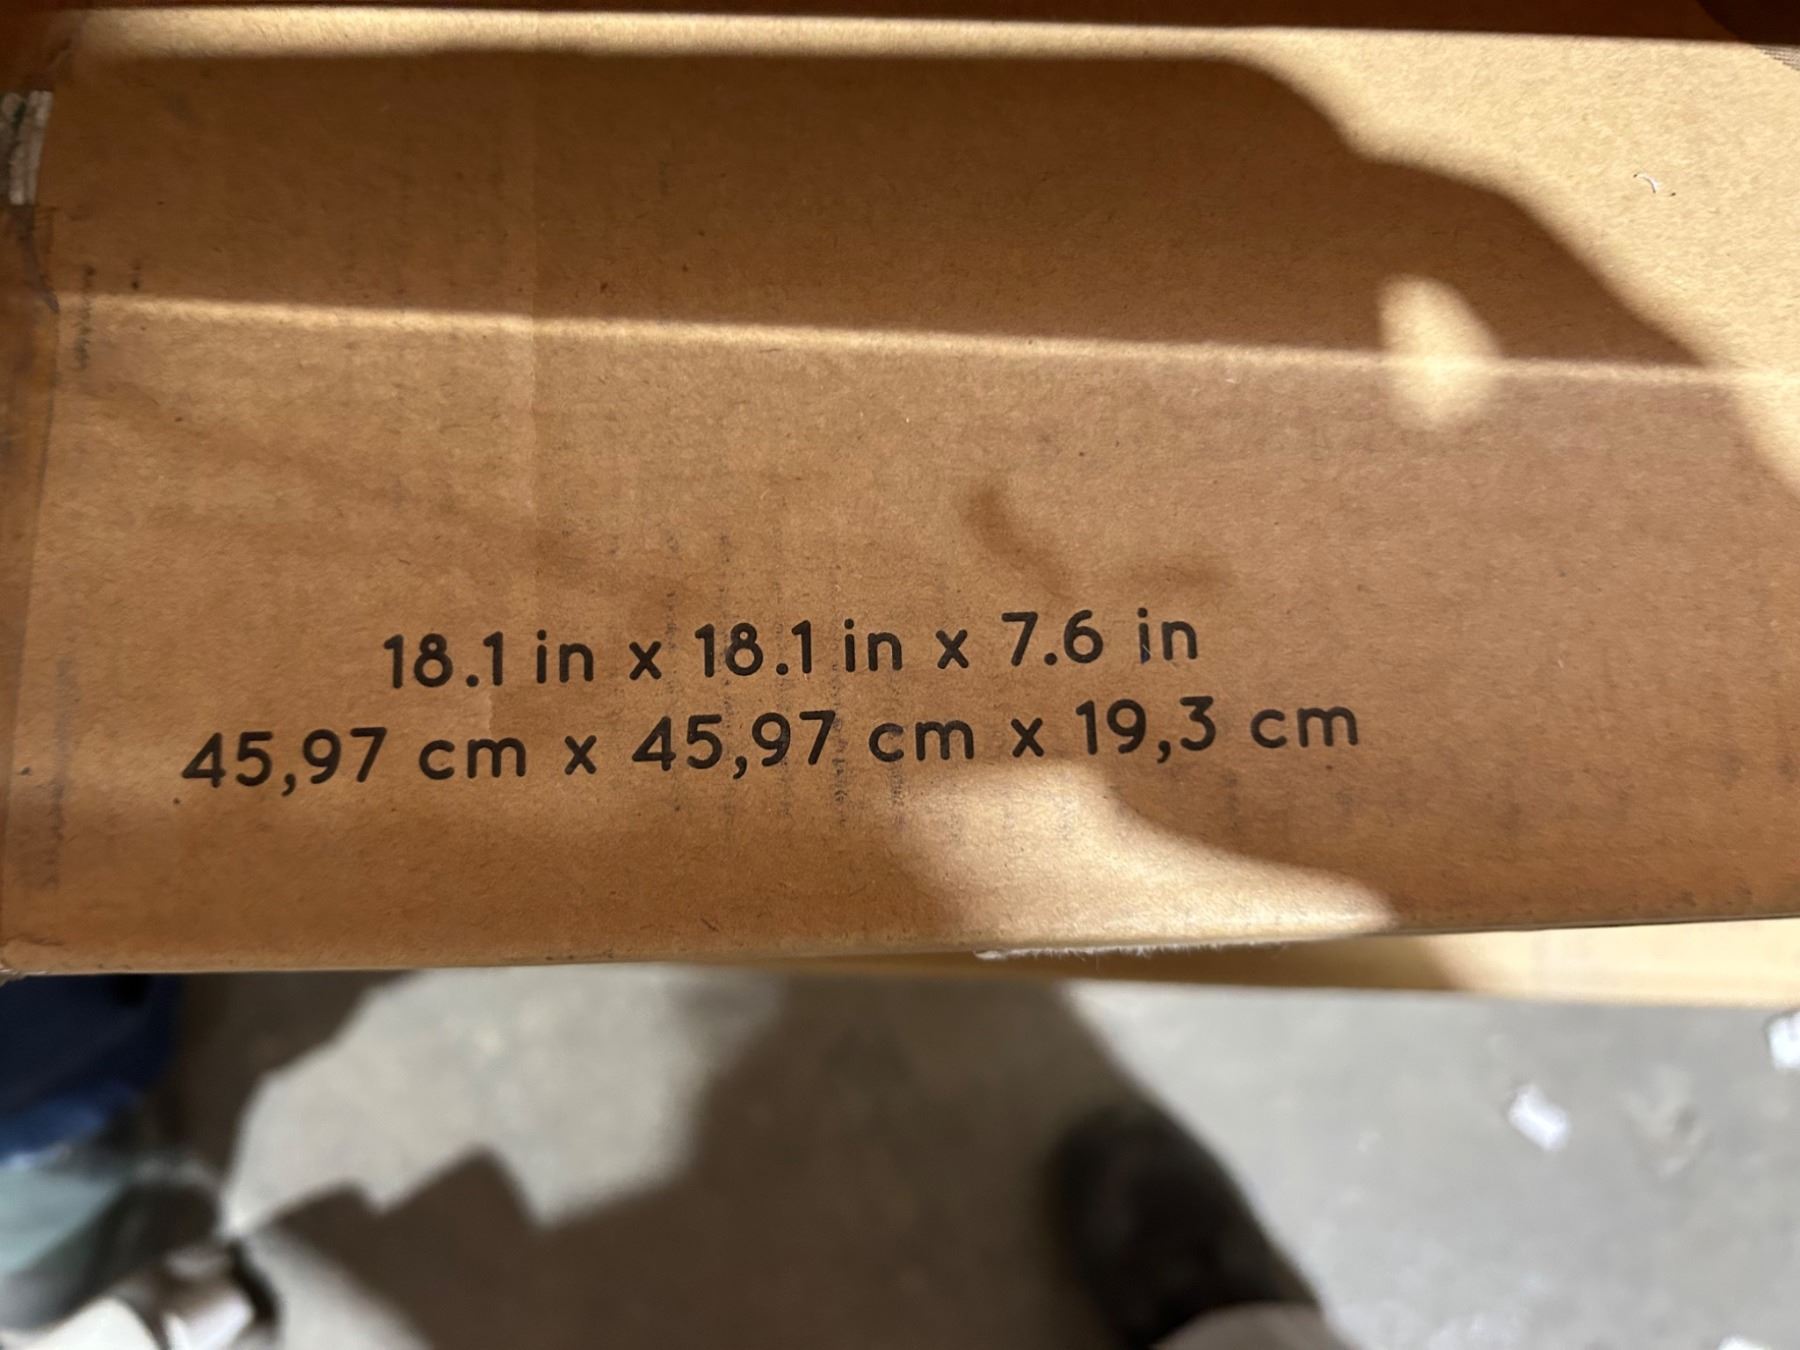 18.1 in x 18.1 in x 7.6 in
45,97 cm x 45,97 cm x 19,3 cm